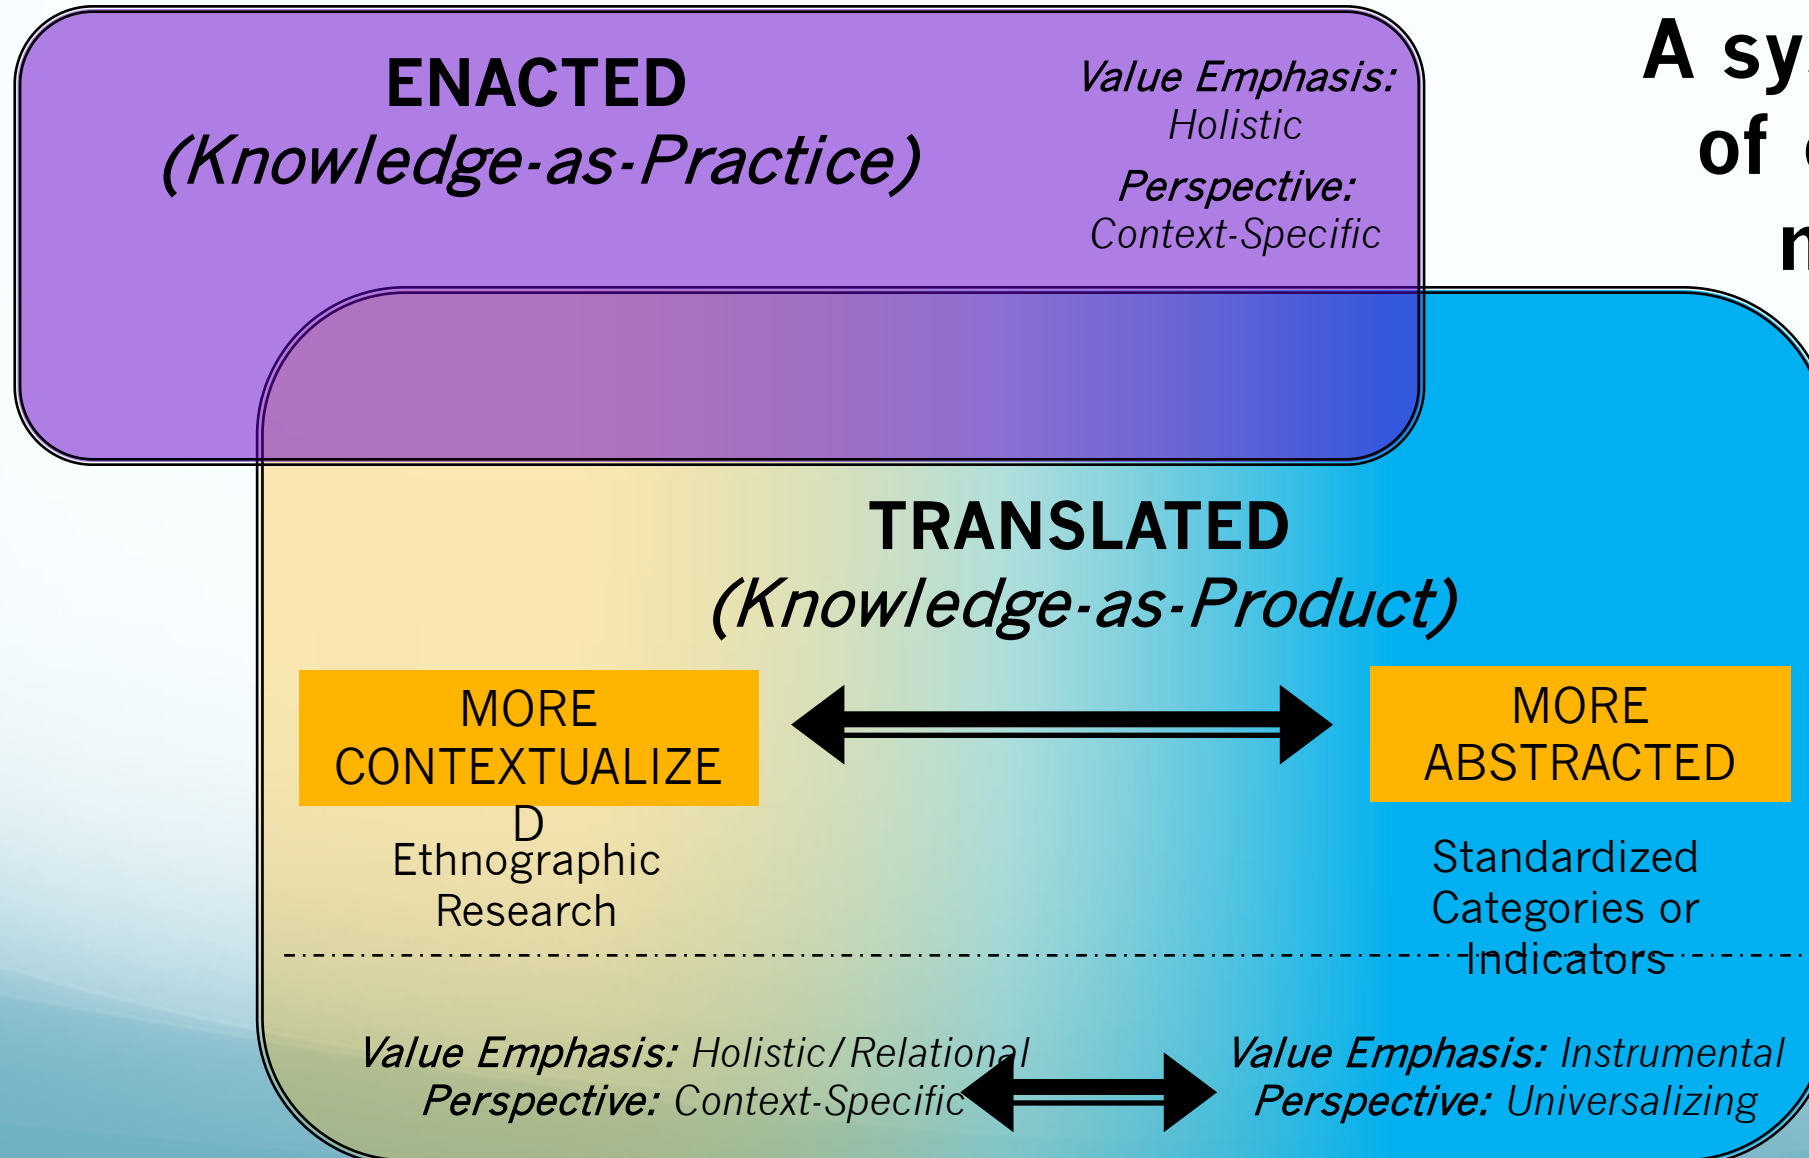 ENACTED
(Knowledge-as-Practice)
Value Emphasis:
Holistic
Perspective:
Context-Specific
A
of
TRANSLATED
(Knowledge-as-Product)
MORE
CONTEXTUALIZE
D
Ethnographic
Research
MORE
ABSTRACTED
Standardized
Categories or
Indicators
Value Emphasis: Holistic/Relational
Perspective: Context-Specific
Value Emphasis: Instrumental
Perspective: Universalizing